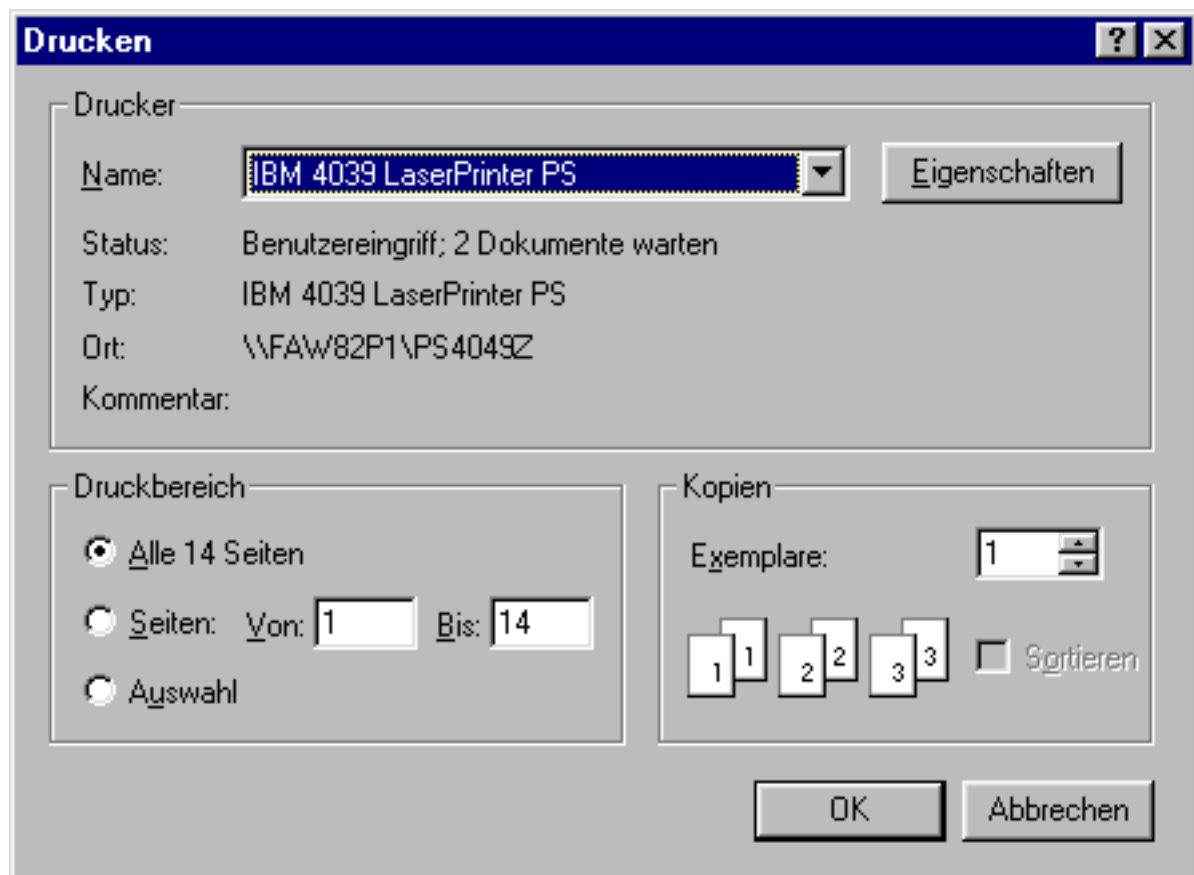 Drucken
Drucker
Name: IBM 4039 LaserPrinter PS Eigenschaften
Status: Benutzereingriff; 2 Dokumente warten
Typ: IBM 4039 LaserPrinter PS
Ort: \\FAW82P1\PS4049Z
Kommentar:
Druckbereich
Alle 14 Seiten
Seiten: Von: 1 Bis: 14
Auswahl
Kopien
Exemplare: 1
1 1 2 2 3 3 Sortieren
OK Abbrechen